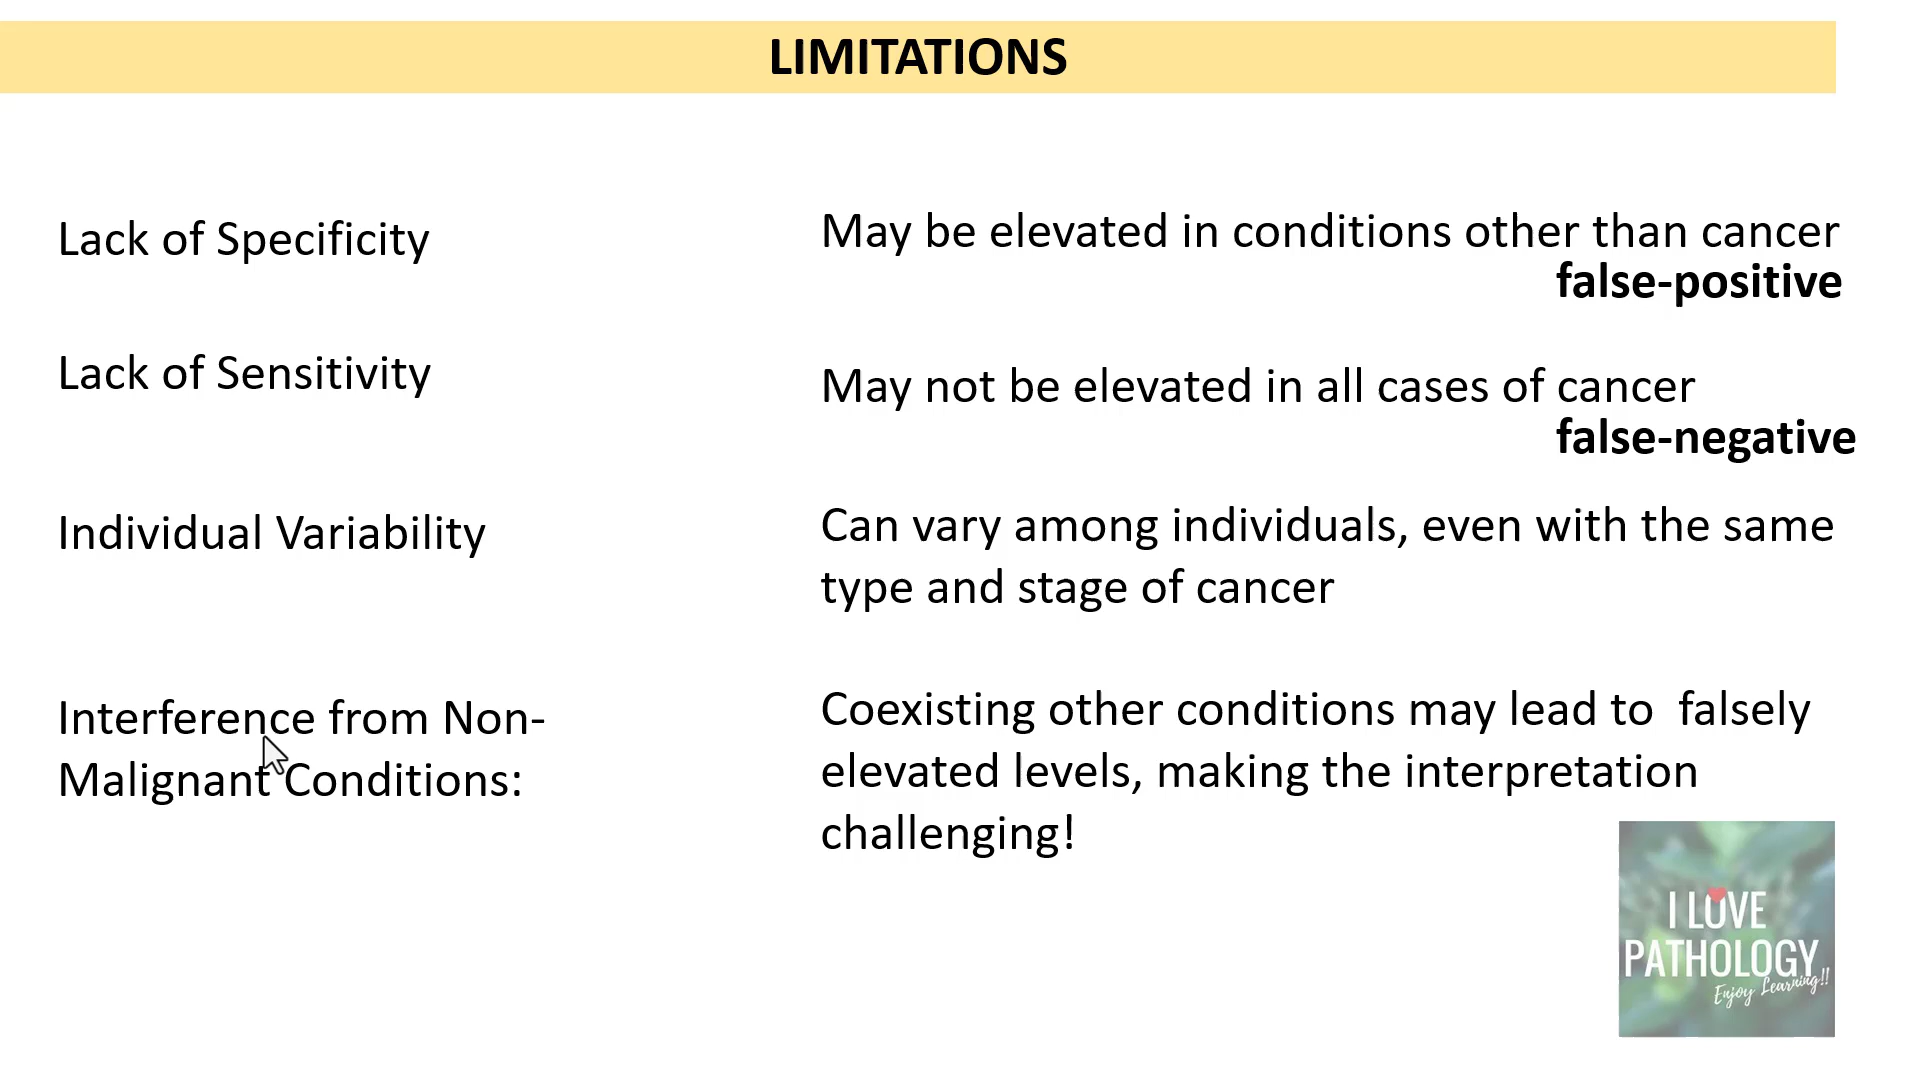 LIMITATIONS
Lack of Specificity
May be elevated in conditions other than cancer
false-positive
Lack of Sensitivity
May not be elevated in all cases of cancer
false-negative
Individual Variability
Can vary among individuals, even with the same
type and stage of cancer
Interference from Non-
Malignant Conditions:
Coexisting other conditions may lead to  falsely
elevated levels, making the interpretation
challenging!
I LOVE
PATHOLOGY
Enjoy Learning!!